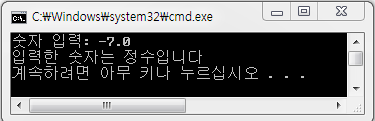 C:₩Windows₩system32₩cmd.exe
숫자 입력: -7.0
입력한 숫자는 정수입니다
계속하려면 아무 키나 누르십시오 . . .